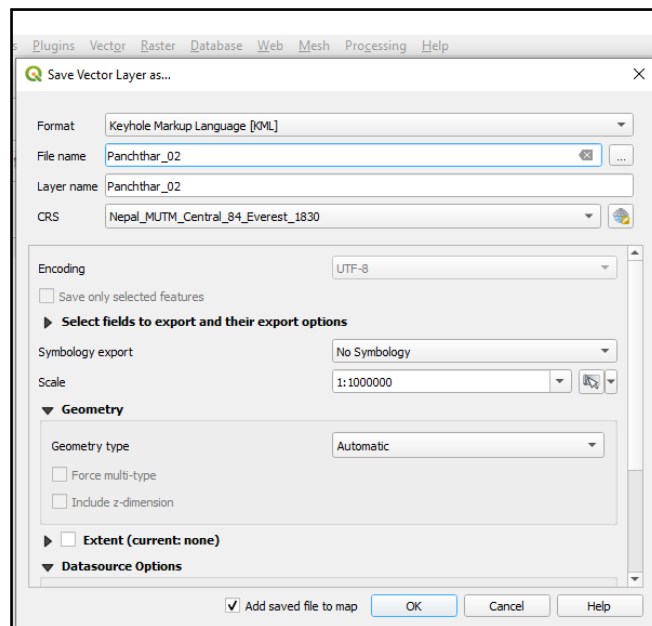 s Plugins Vector Raster Database Web Mesh Processing Help
Save Vector Layer as...
Format Keyhole Markup Language [KML]
File name Panchthar_02 ...
Layer name Panchthar_02
CRS Nepal_MUTM_Central_84_Everest_1830
Encoding UTF-8
Save only selected features
Select fields to export and their export options
Symbology export No Symbology
Scale 1:1000000
Geometry
Geometry type Automatic
Force multi-type
Include z-dimension
Extent (current: none)
Datasource Options
Add saved file to map OK Cancel Help